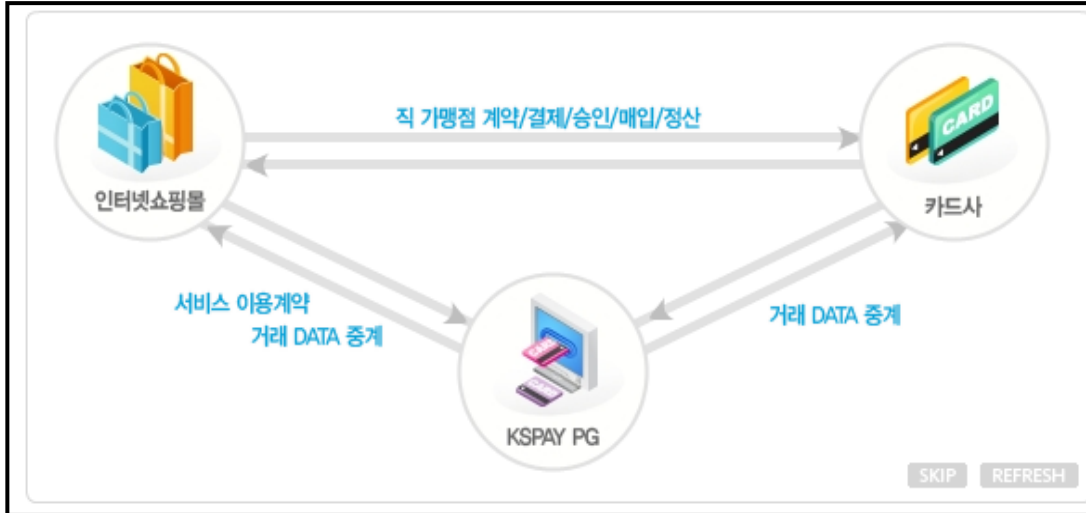 직 가맹점 계약/결제/승인/매입/정산
CARD
인터넷쇼핑몰
카드사
서비스 이용계약
거래 DATA 중계
거래 DATA 중계
CARD
KSPAY PG
SKIP REFRESH